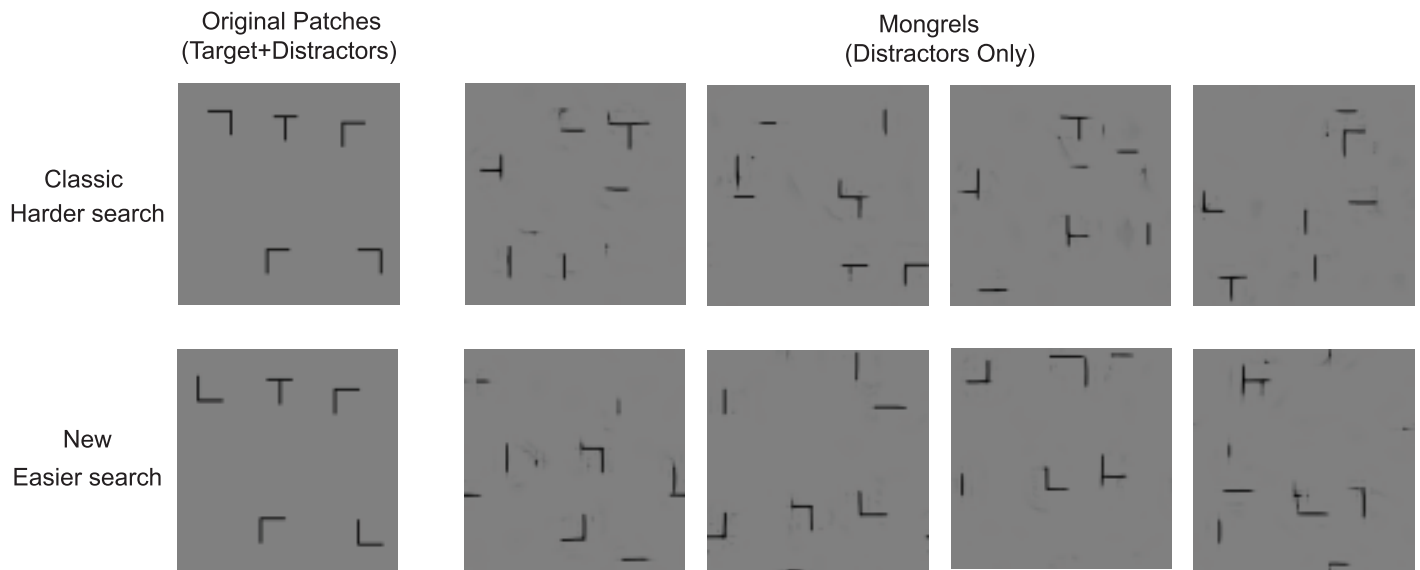 Original Patches
(Target+Distractors)
Mongrels
(Distractors Only)
Classic
Harder search
New
Easier search